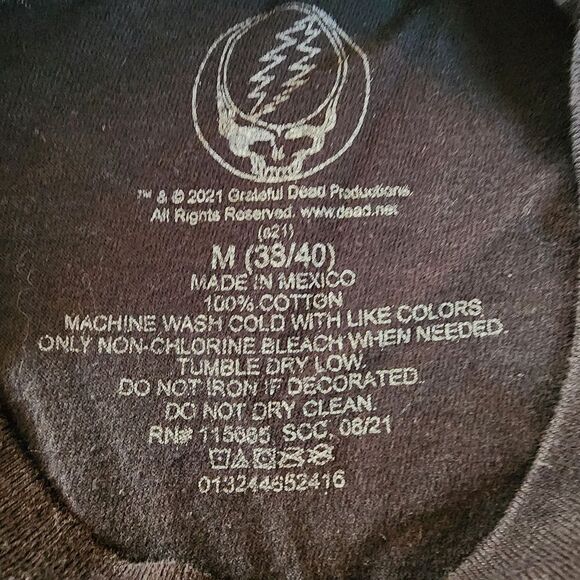 ™ & © 2021 Grateful Dead Productions.
All Rights Reserved. www.dead.net
(s21)
M (38/40)
MADE IN MEXICO
100% COTTON
MACHINE WASH COLD WITH LIKE COLORS
ONLY NON-CHLORINE BLEACH WHEN NEEDED.
TUMBLE DRY LOW.
DO NOT IRON IF DECORATED.
DO NOT DRY CLEAN.
RN# 115685, SCC, 08/21
013244652416